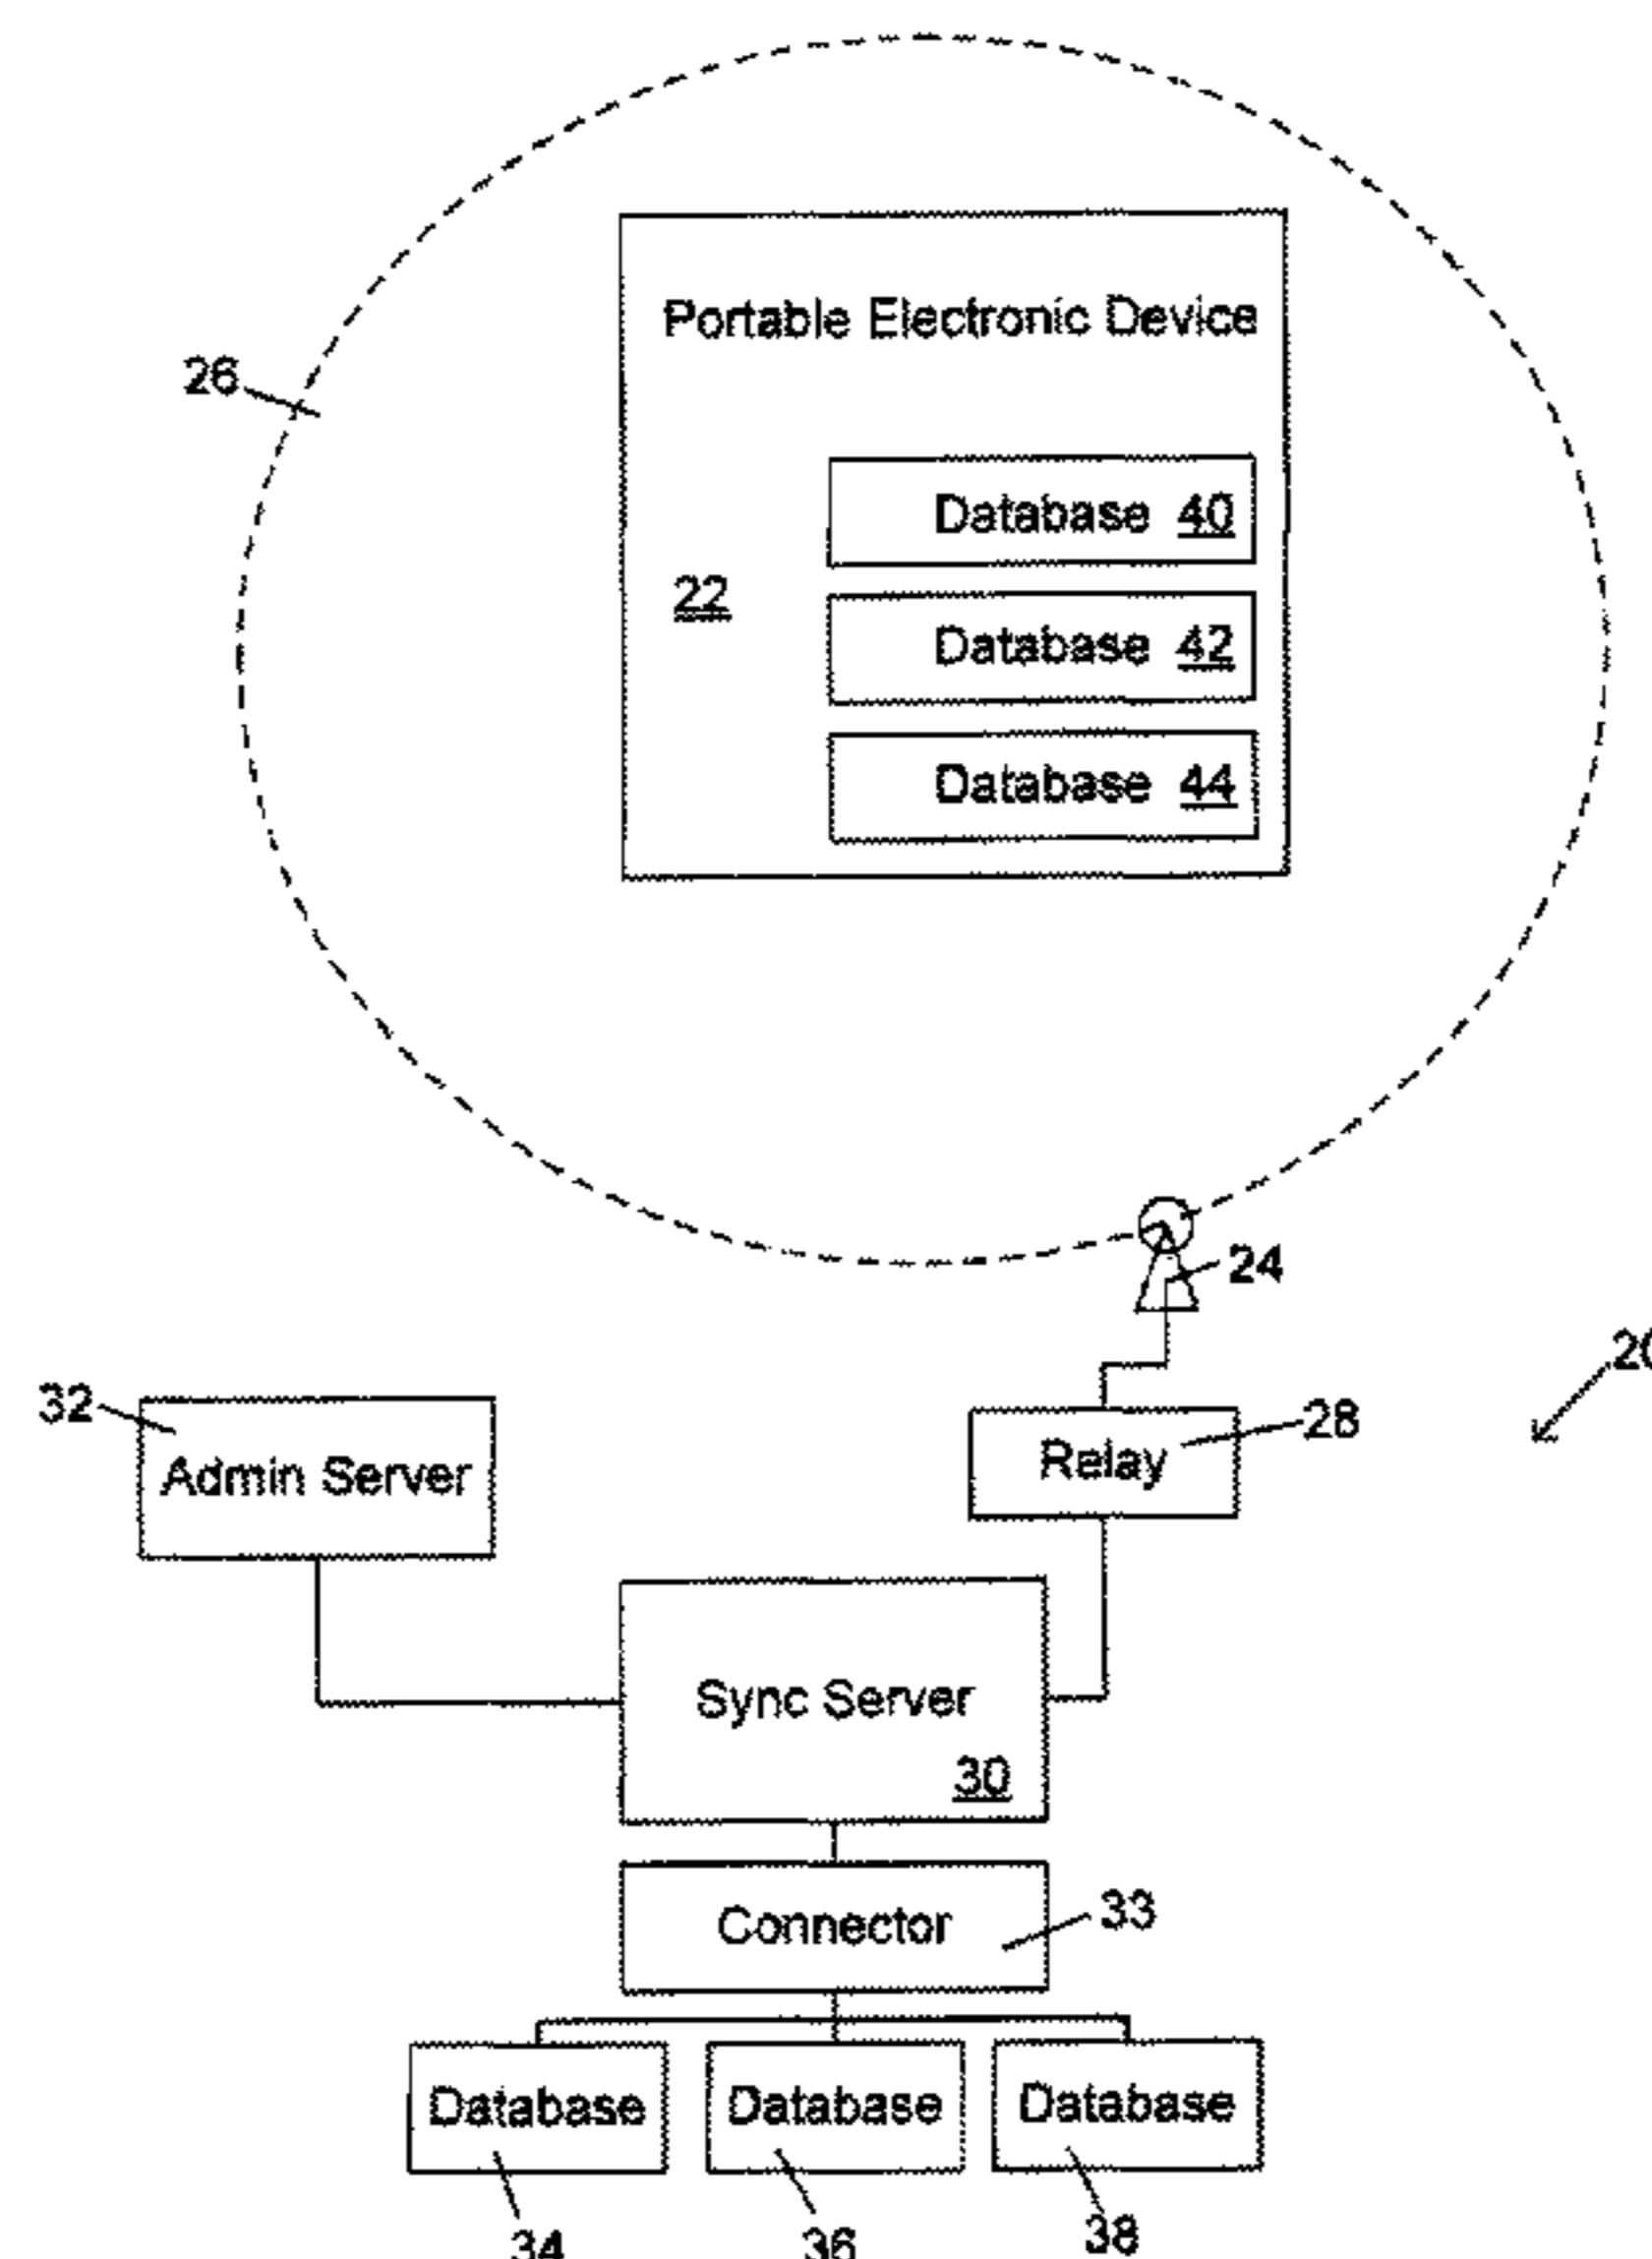 Portable Electronic Device
26
Database 40
22
Database 42
Database 44
24
32
28
Admin Server
Relay
Sync Server
30
Connector
33
Database
Database
Database
34
36
38